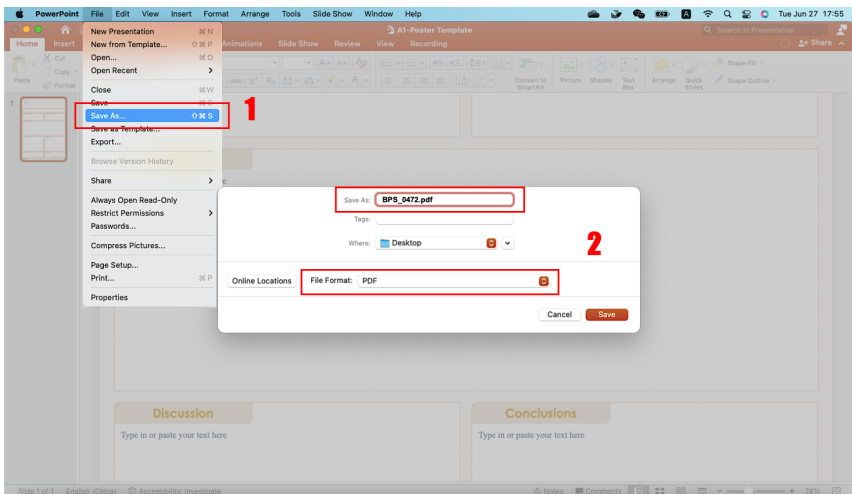 PowerPoint File Edit View Insert Format Arrange Tools Slide Show Window Help Tue Jun 27 17:55
AT-Poster Template
Search in Presentation
Home Insert Animations Slide Show Review View Recording Share
New Presentation ⌘N
New from Template... ⇧⌘P
Open... ⌘O
Open Recent
Close ⌘W
Save ⌘S
Save As... ⇧⌘S
Save as Template...
Export...
Browse Version History
Share
Always Open Read-Only
Restrict Permissions
Passwords...
Compress Pictures...
Page Setup...
Print... ⌘P
Properties
Paste
Cut
Copy
Format
Convert to
SmartArt
Picture
Shapes
Text
Box
Arrange
Quick
Styles
Shape Fill
Shape Outline
1
1
Save As: BPS_0472.pdf
Tags:
Where: Desktop
2
Online Locations File Format: PDF
Cancel Save
Discussion
Type in or paste your text here
Conclusions
Type in or paste your text here
Slide 1 of 1 English (China) Accessibility: Investigate Notes Comments 74%